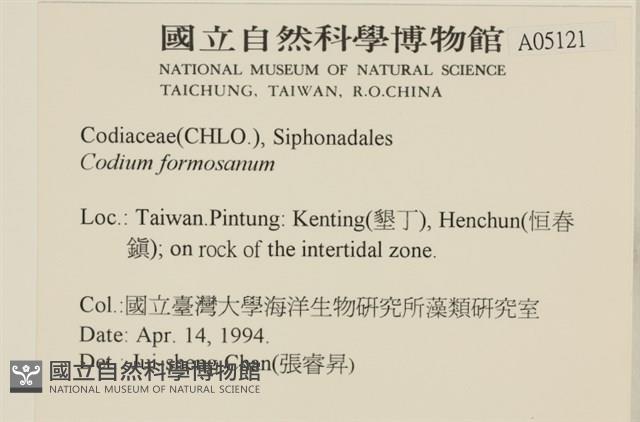 國立自然科學博物館 A05121
NATIONAL MUSEUM OF NATURAL SCIENCE
TAICHUNG, TAIWAN, R.O.CHINA
Codiaceae(CHLO.), Siphonadales
Codium formosanum
Loc.: Taiwan.Pintung: Kenting(墾丁), Henchun(恒春
鎭); on rock of the intertidal zone.
Col.:國立臺灣大學海洋生物硏究所藻類硏究室
Date: Apr. 14, 1994.
Det.: Jui-sheng Chan(張睿昇)
國立自然科學博物館
NATIONAL MUSEUM OF NATURAL SCIENCE